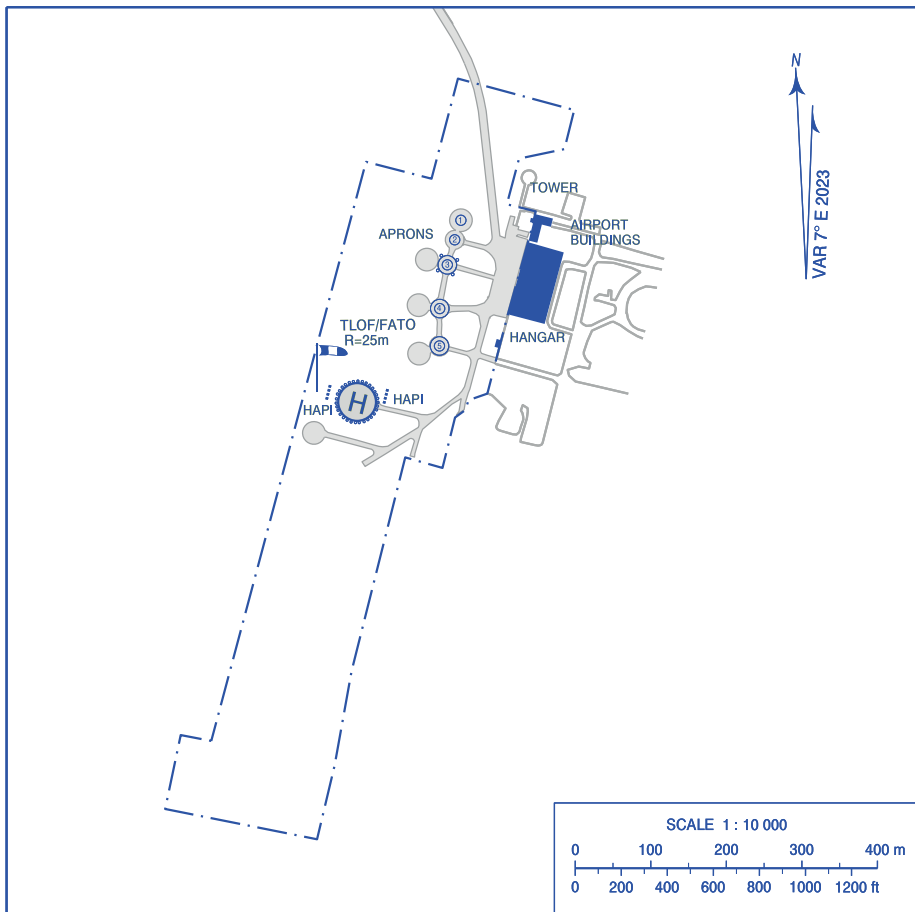 N
VAR 7° E 2023
TOWER
AIRPORT
BUILDINGS
APRONS
1
2
3
4
5
TLOF/FATO
R=25m
HANGAR
HAPI
H
HAPI
SCALE 1 : 10 000
0 100 200 300 400 m
0 200 400 600 800 1000 1200 ft